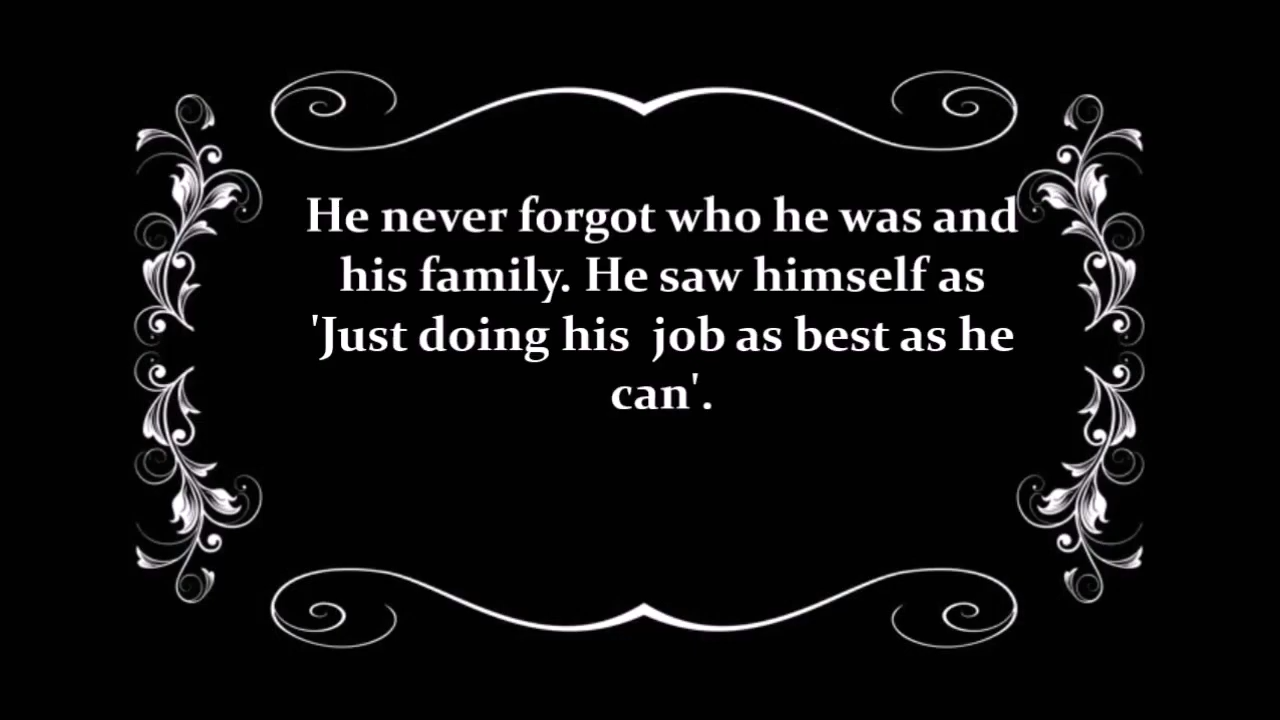 He never forgot who he was and
his family. He saw himself as
'Just doing his  job as best as he
can'.